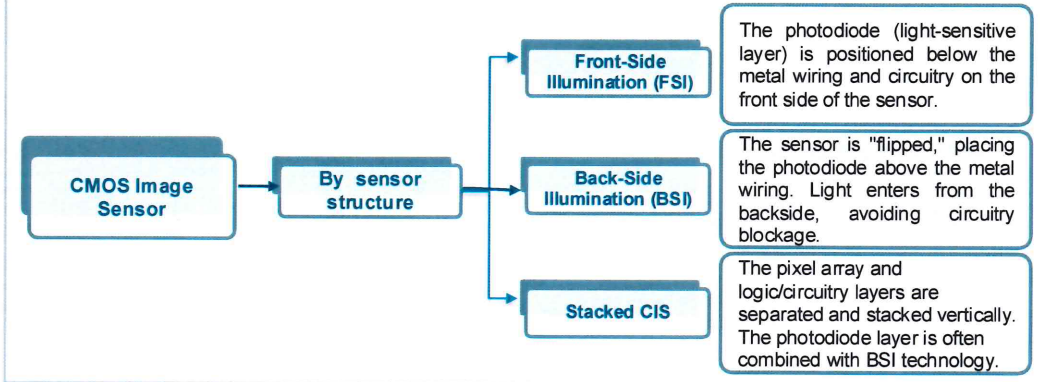 CMOS Image
Sensor
By sensor
structure
Front-Side
Illumination (FSI)
The photodiode (light-sensitive
layer) is positioned below the
metal wiring and circuitry on the
front side of the sensor.
Back-Side
Illumination (BSI)
The sensor is "flipped," placing
the photodiode above the metal
wiring. Light enters from the
backside, avoiding circuitry
blockage.
Stacked CIS
The pixel array and
logic/circuitry layers are
separated and stacked vertically.
The photodiode layer is often
combined with BSI technology.